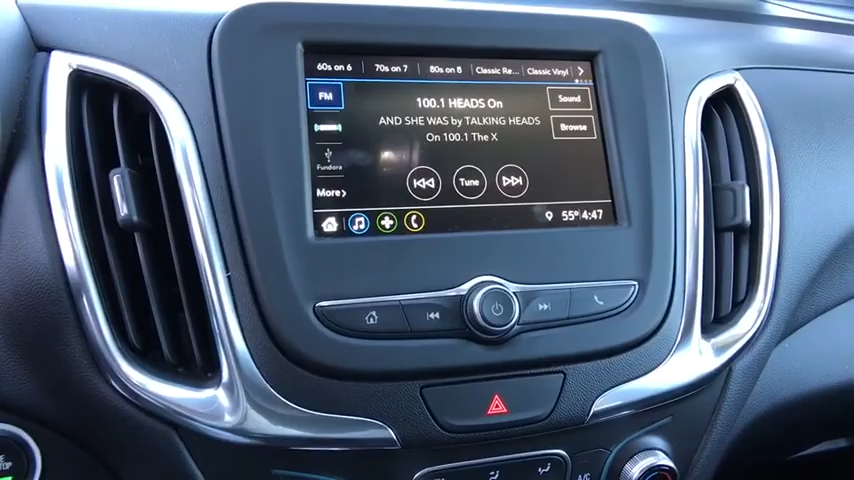 60s on 6 70s on 7 80s on 8 Classic Re... Classic Vinyl
FM
100.1 HEADS On
Sound
AND SHE WAS by TALKING HEADS
On 100.1 The X
Browse
Fundora
More
Tune
55° 4:47
A/C